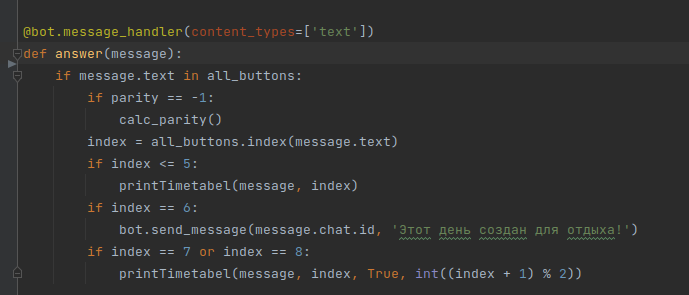 @bot.message_handler(content_types=['text'])
def answer(message):
    if message.text in all_buttons:
        if parity == -1:
            calc_parity()
        index = all_buttons.index(message.text)
        if index <= 5:
            printTimetabel(message, index)
        if index == 6:
            bot.send_message(message.chat.id, 'Этот день создан для отдыха!')
        if index == 7 or index == 8:
            printTimetabel(message, index, True, int((index + 1) % 2))